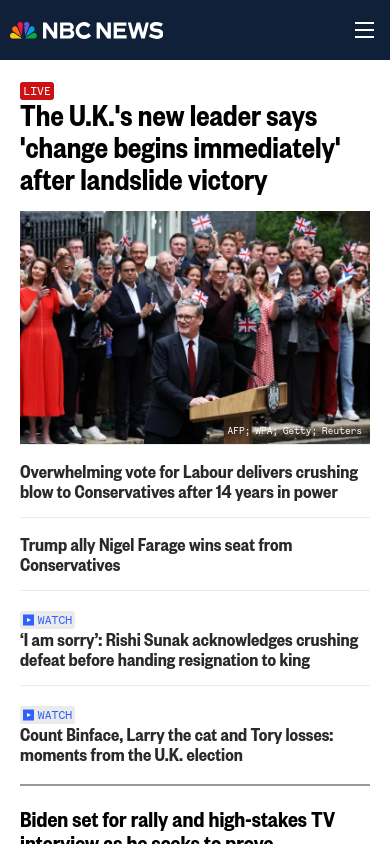 NBC NEWS
LIVE
The U.K.'s new leader says
'change begins immediately'
after landslide victory
AFP; WPA; Getty; Reuters
Overwhelming vote for Labour delivers crushing
blow to Conservatives after 14 years in power
Trump ally Nigel Farage wins seat from
Conservatives
WATCH
‘I am sorry’: Rishi Sunak acknowledges crushing
defeat before handing resignation to king
WATCH
Count Binface, Larry the cat and Tory losses:
moments from the U.K. election
Biden set for rally and high-stakes TV
interview as he seeks to prove